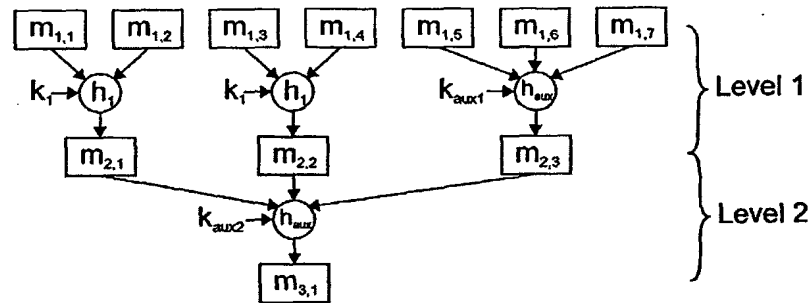 m1,1 m1,2 m1,3 m1,4 m1,5 m1,6 m1,7
k1 h1 k1 h1 kaux1 haux Level 1
m2,1 m2,2 m2,3
kaux2 haux Level 2
m3,1